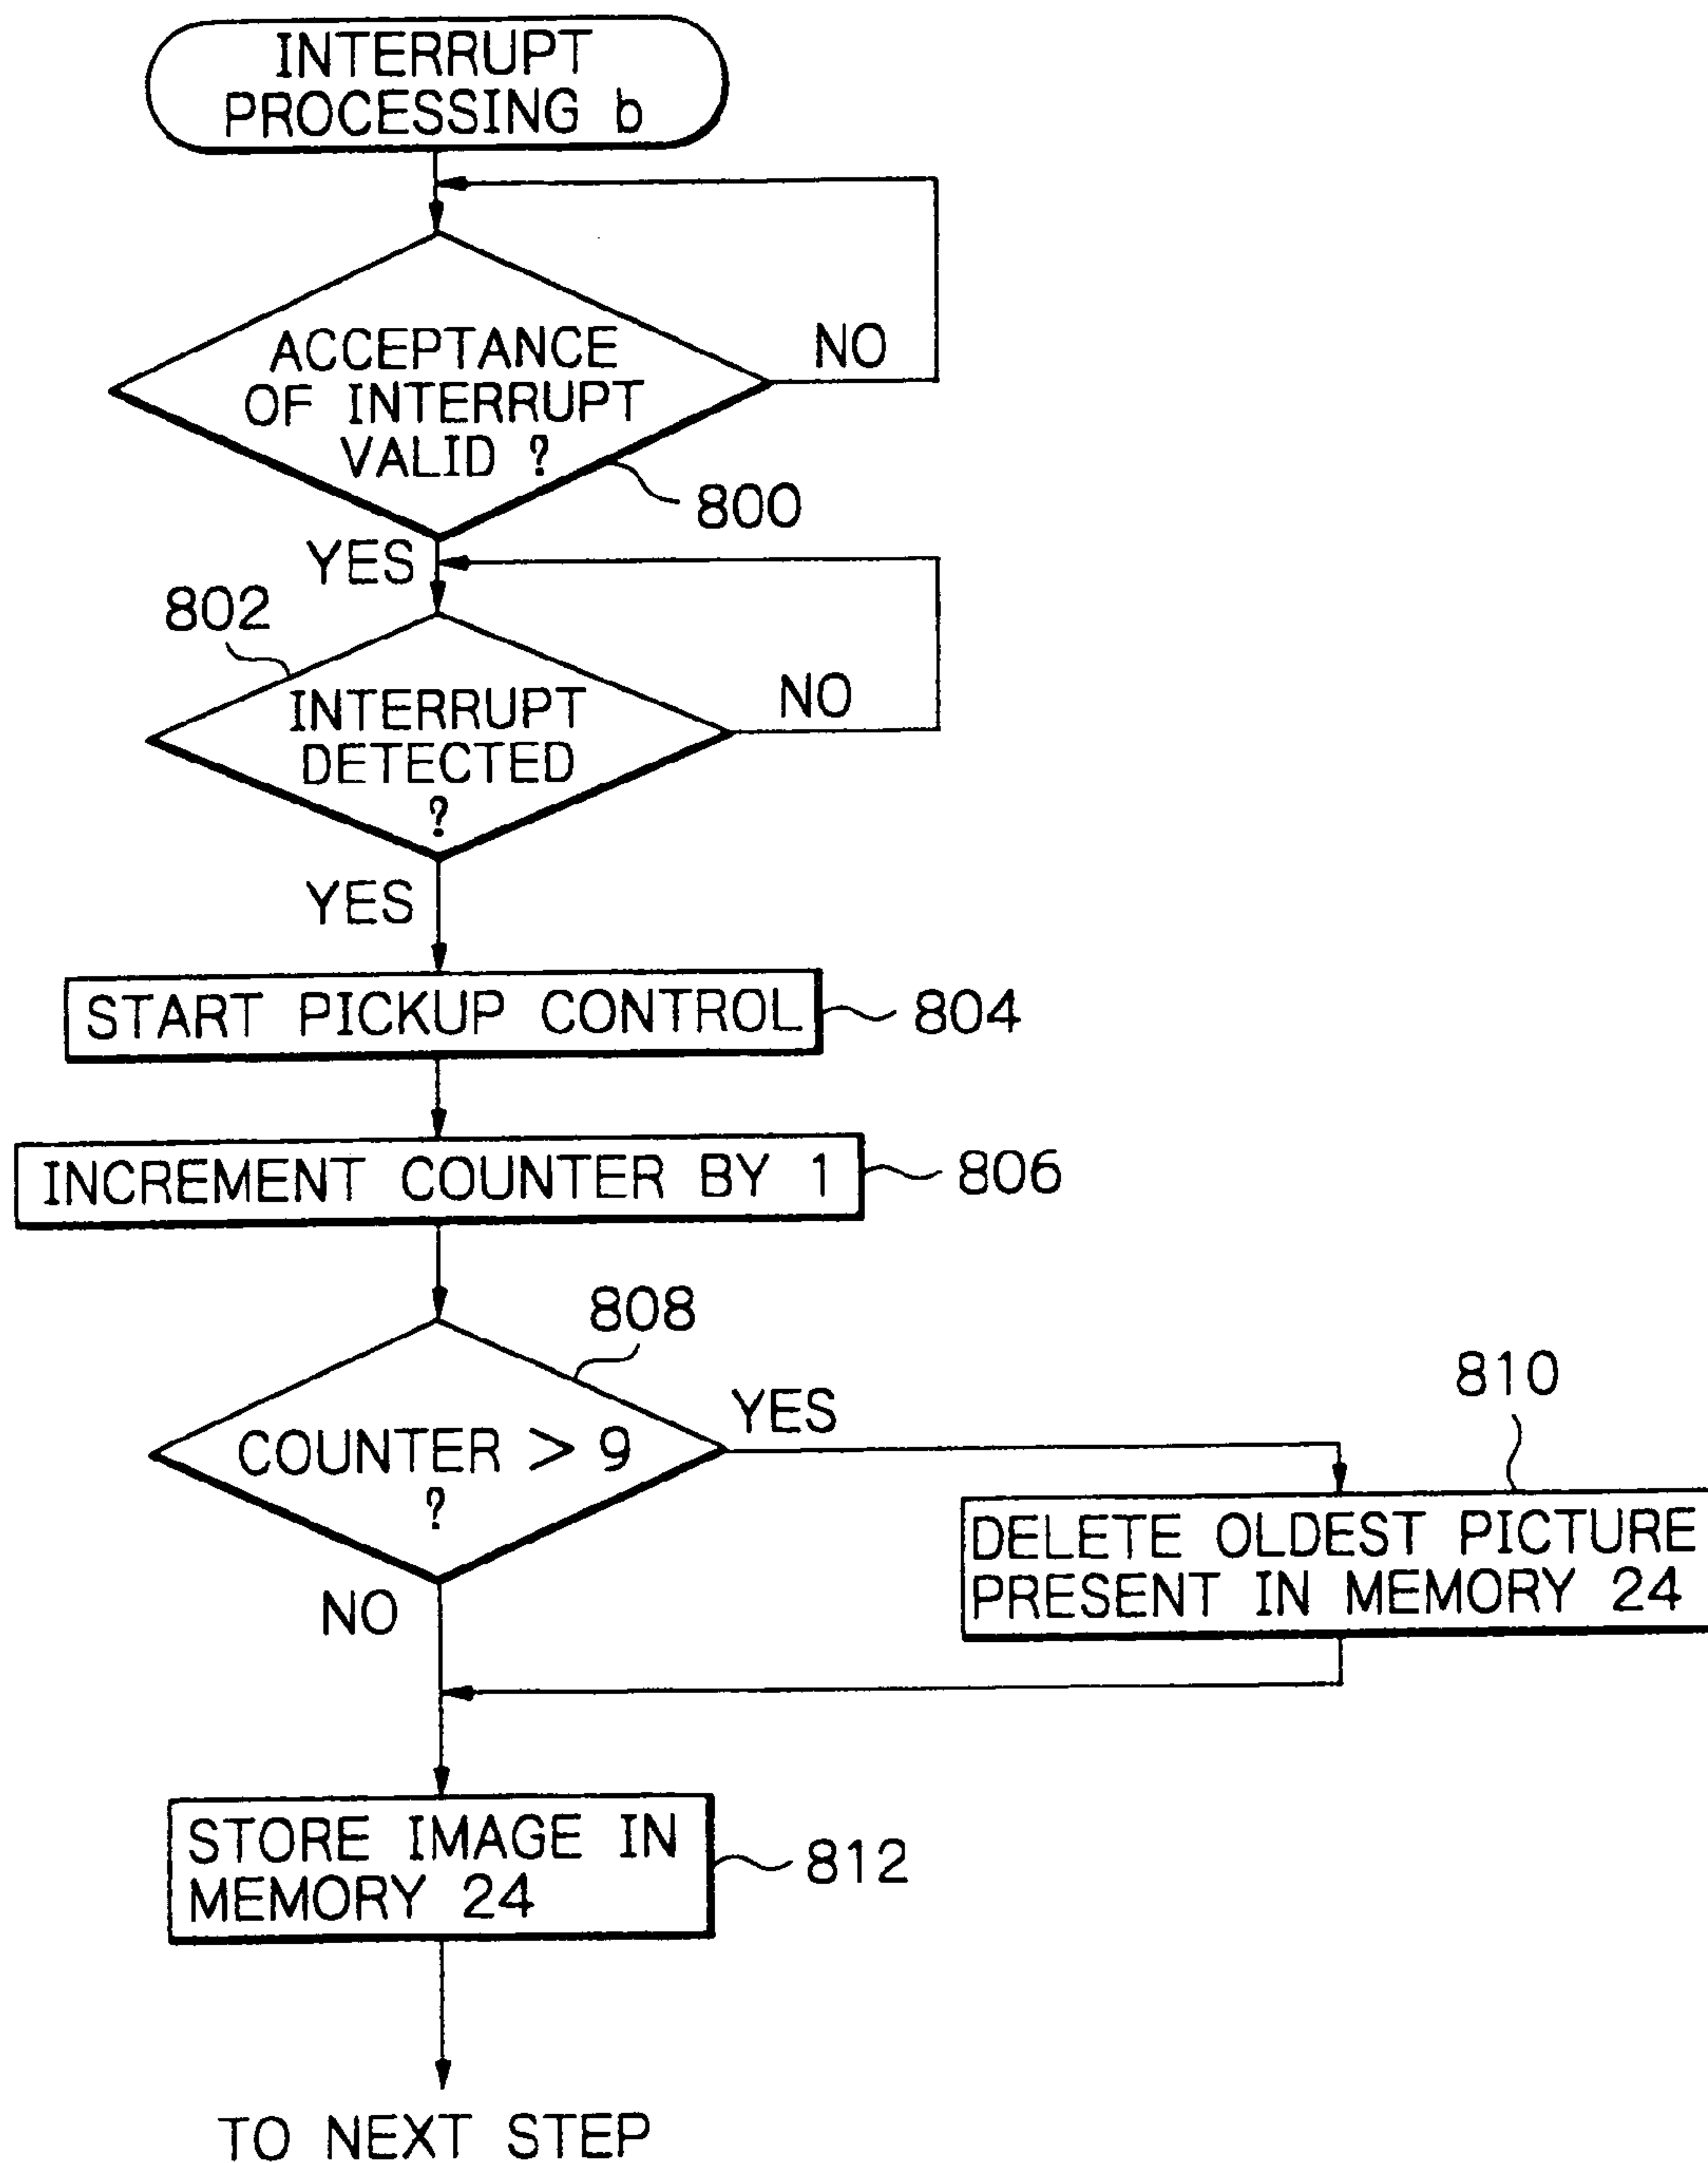 INTERRUPT
PROCESSING b
NO
ACCEPTANCE
OF INTERRUPT
VALID ?
800
YES
802
NO
INTERRUPT
DETECTED
?
YES
START PICKUP CONTROL
804
INCREMENT COUNTER BY 1
806
808
YES
COUNTER > 9
?
810
DELETE OLDEST PICTURE
PRESENT IN MEMORY 24
NO
STORE IMAGE IN
MEMORY 24
812
TO NEXT STEP